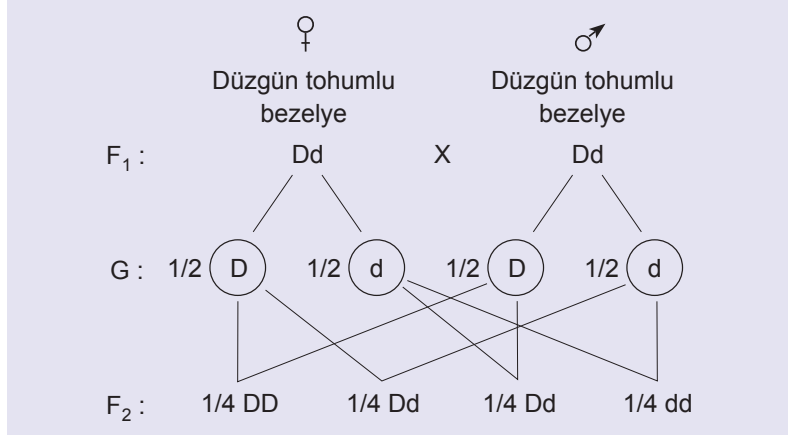 ♀ ♂
Düzgün tohumlu Düzgün tohumlu
bezelye bezelye
F₁ : Dd X Dd
G : 1/2 D 1/2 d 1/2 D 1/2 d
F₂ : 1/4 DD 1/4 Dd 1/4 Dd 1/4 dd